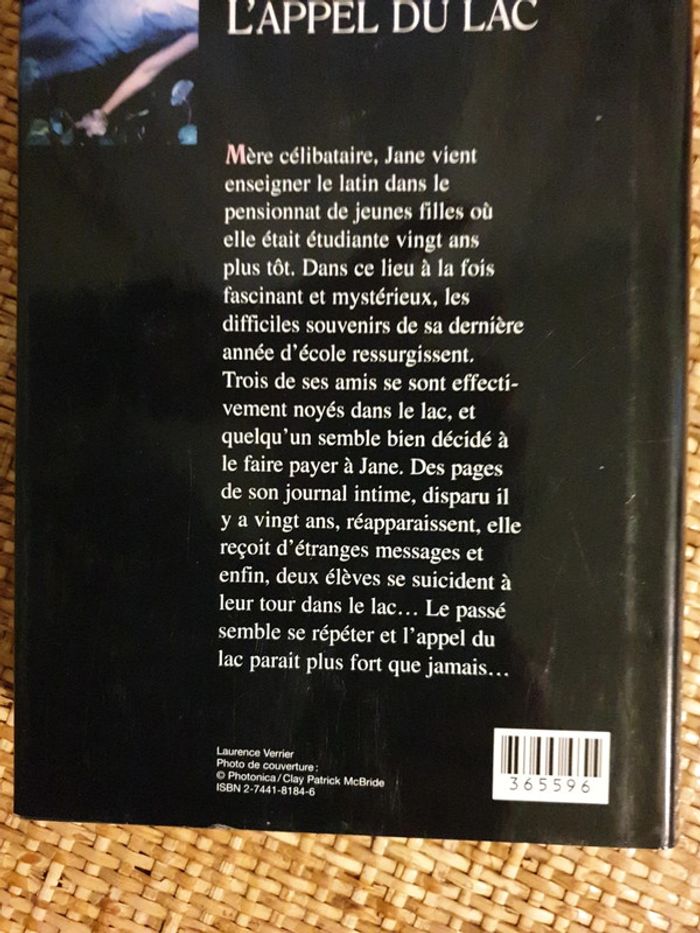 L'APPEL DU LAC
Mère célibataire, Jane vient
enseigner le latin dans le
pensionnat de jeunes filles où
elle était étudiante vingt ans
plus tôt. Dans ce lieu à la fois
fascinant et mystérieux, les
difficiles souvenirs de sa dernière
année d'école ressurgissent.
Trois de ses amis se sont effecti-
vement noyés dans le lac, et
quelqu'un semble bien décidé à
le faire payer à Jane. Des pages
de son journal intime, disparu il
y a vingt ans, réapparaissent, elle
reçoit d'étranges messages et
enfin, deux élèves se suicident à
leur tour dans le lac... Le passé
semble se répéter et l'appel du
lac parait plus fort que jamais...
Laurence Verrier
Photo de couverture :
© Photonica / Clay Patrick McBride
ISBN 2-7441-8184-6
365596